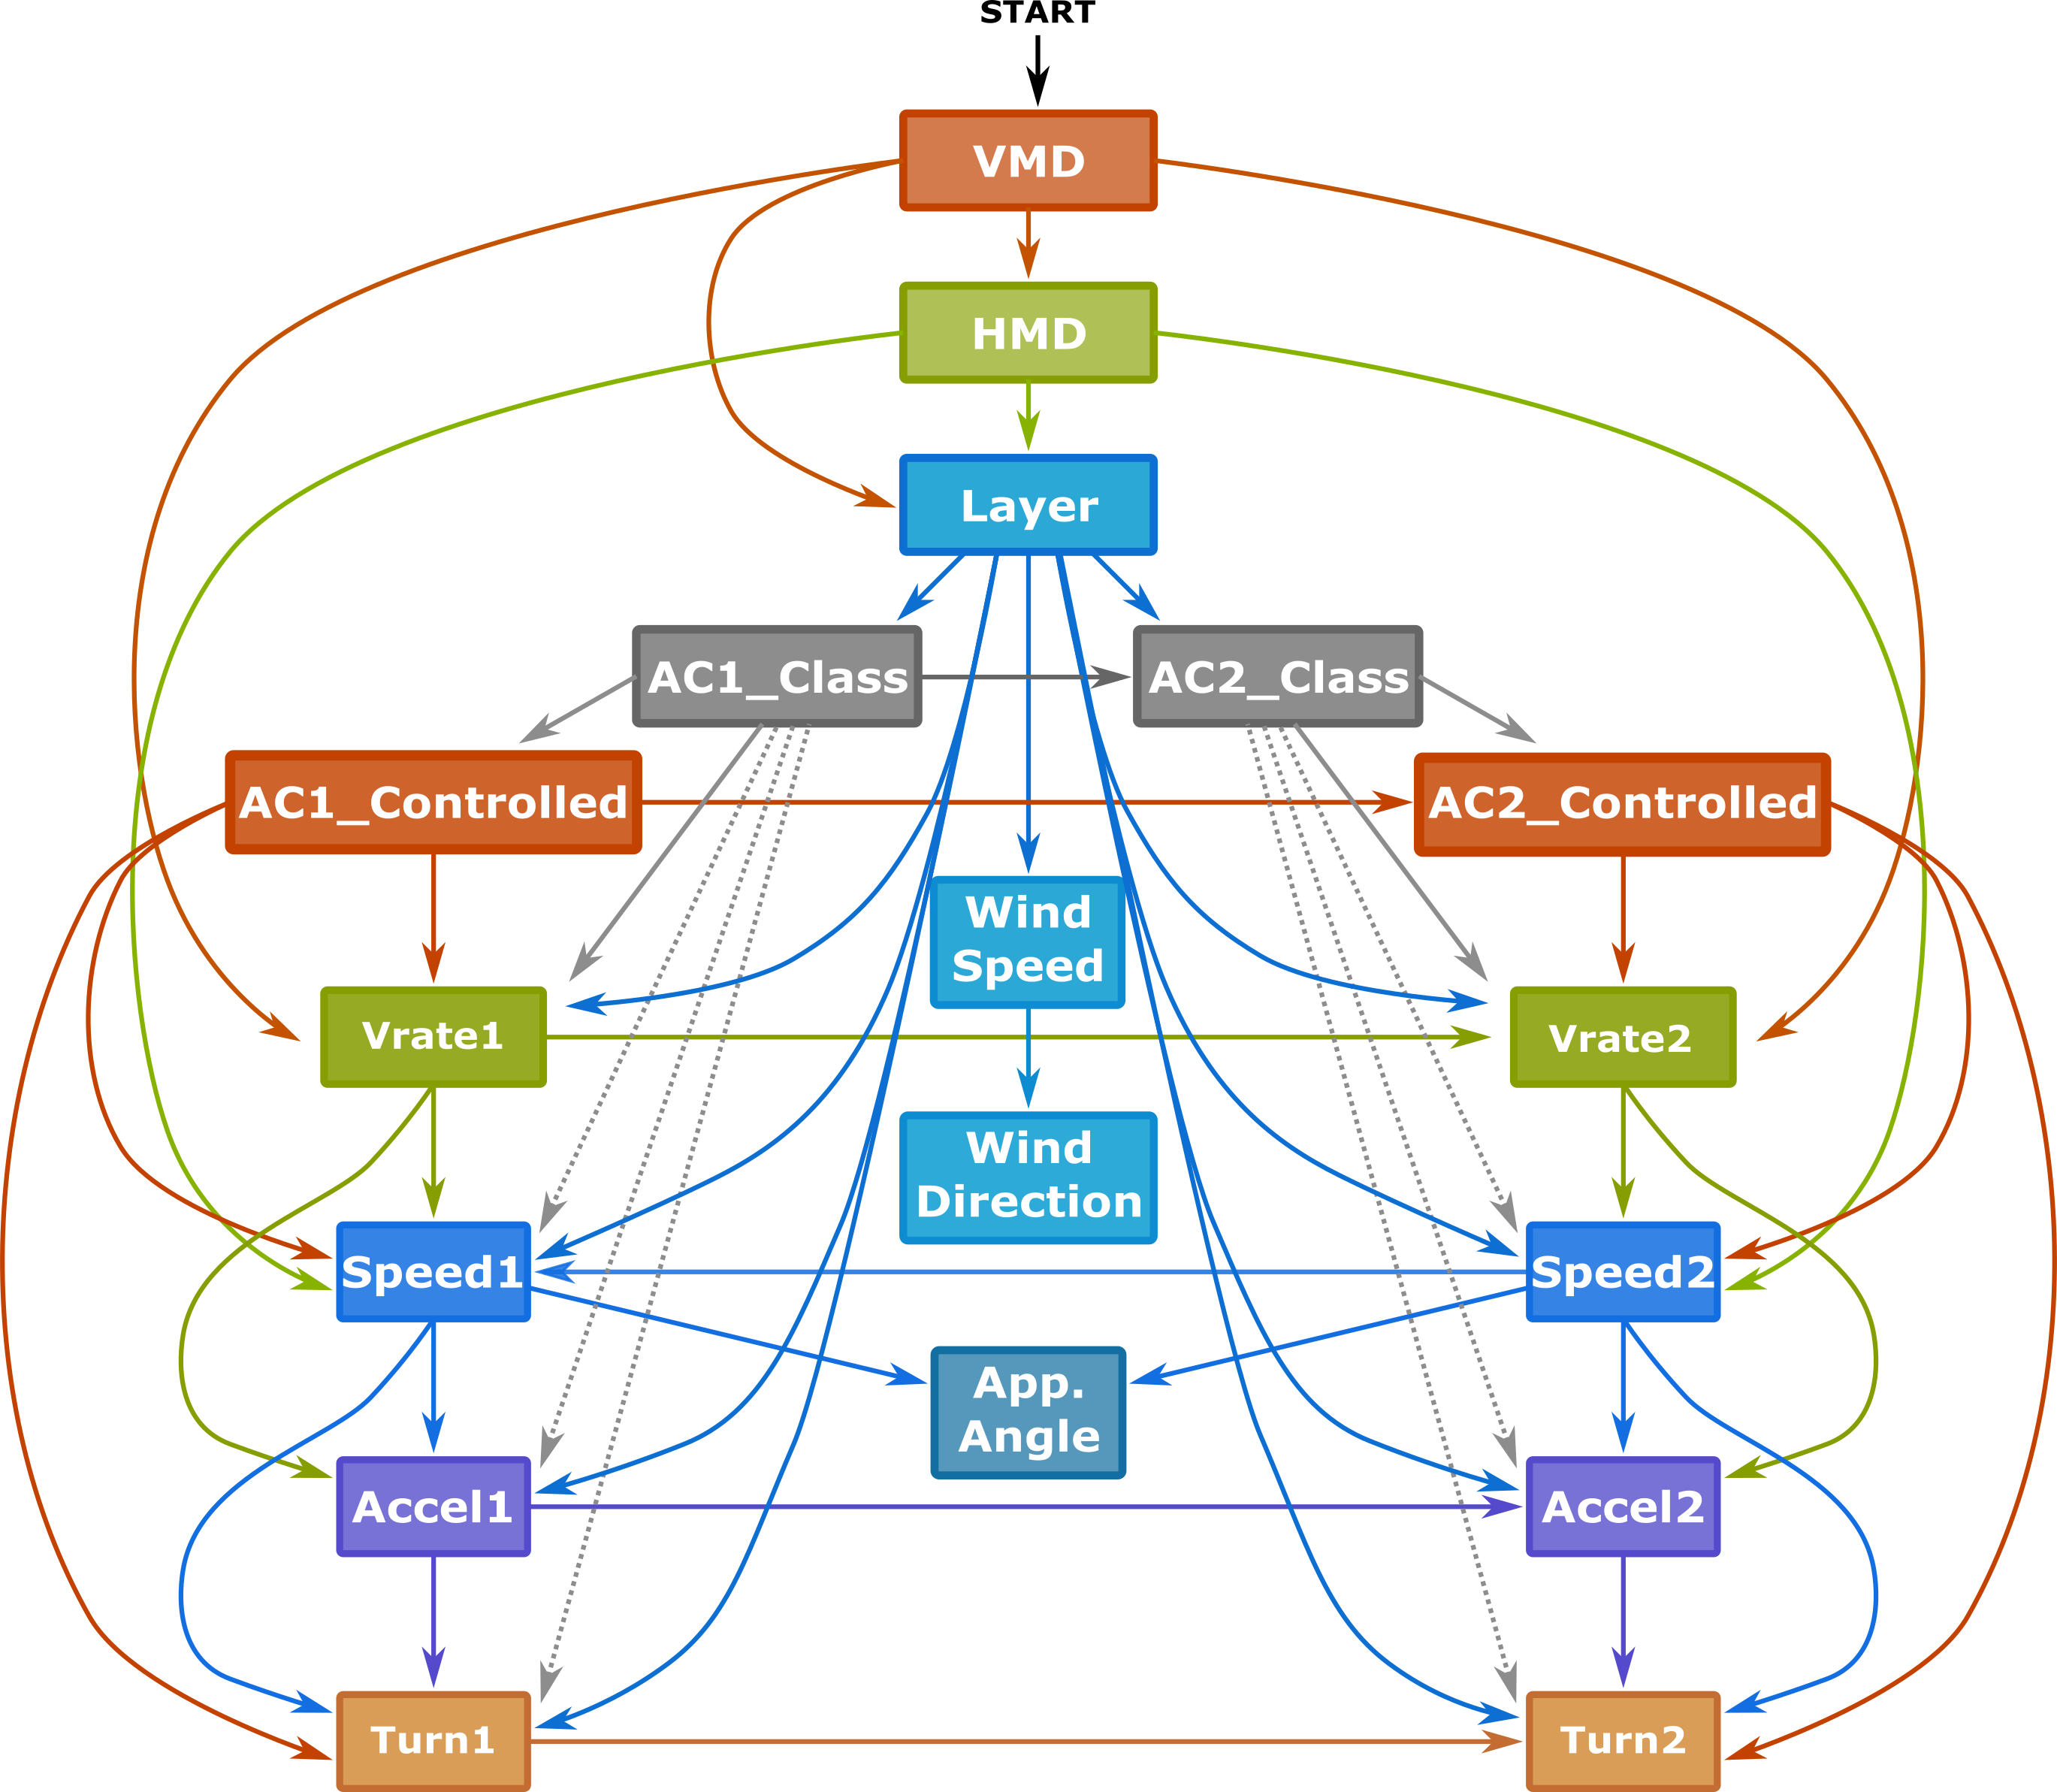 START
VMD
HMD
Layer
AC1_Class
AC2_Class
AC1_Controlled
AC2_Controlled
Wind
Speed
Vrate1
Vrate2
Wind
Direction
Speed1
Speed2
App.
Angle
Accel1
Accel2
Turn1
Turn2